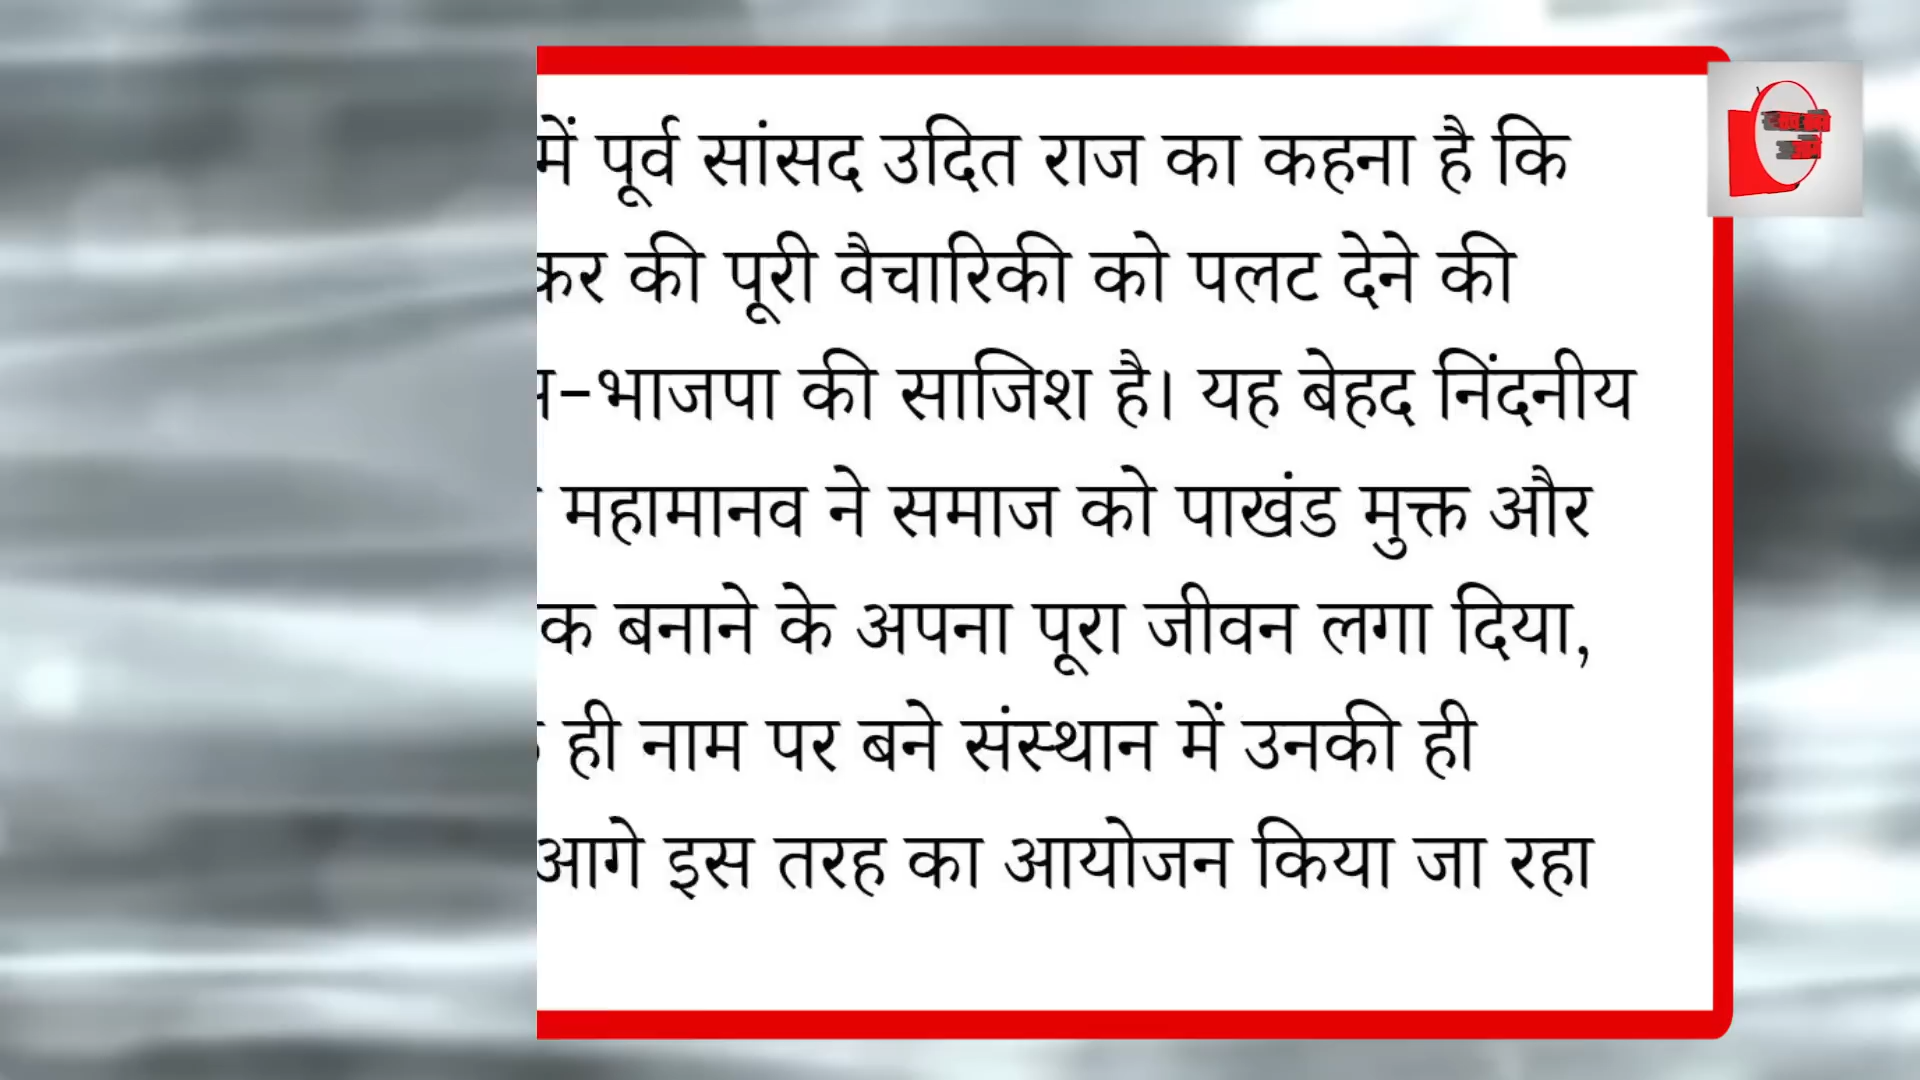 में पूर्व सांसद उदित राज का कहना है कि
कर की पूरी वैचारिकी को पलट देने की
-भाजपा की साजिश है। यह बेहद निंदनीय
महामानव ने समाज को पाखंड मुक्त और
क बनाने के अपना पूरा जीवन लगा दिया,
ही नाम पर बने संस्थान में उनकी ही
आगे इस तरह का आयोजन किया जा रहा